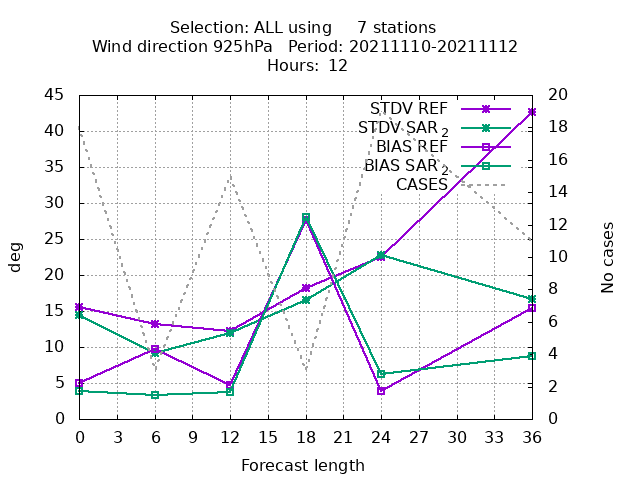 Selection: ALL using 7 stations
Wind direction 925hPa Period: 20211110-20211112
Hours: 12
45 20
STDV REF
40 18
STDV SAR 2
BIAS REF
35 16
BIAS SAR 2
CASES
30 14
25 12
deg
No cases
20 10
15 8
10 6
5 4
0 2
0
0 3 6 9 12 15 18 21 24 27 30 33 36
Forecast length